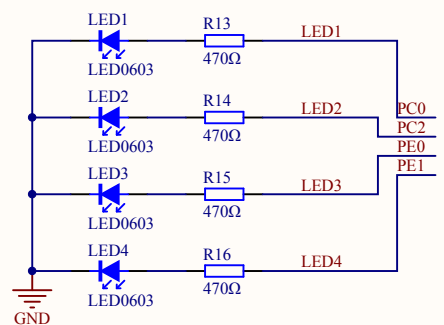 LED1
R13
LED1
LED0603
470Ω
LED2
R14
LED2
PC0
LED0603
470Ω
PC2
PE0
LED3
R15
LED3
PE1
LED0603
470Ω
LED4
R16
LED4
LED0603
470Ω
GND